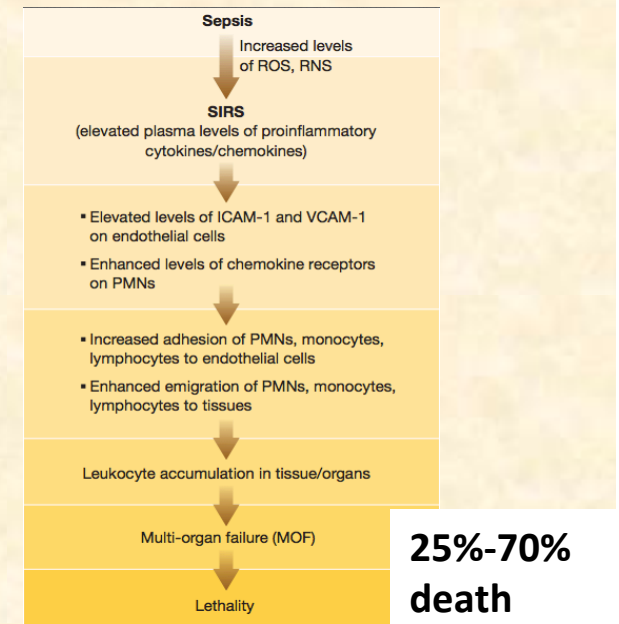 Sepsis
Increased levels
of ROS, RNS
SIRS
(elevated plasma levels of proinflammatory
cytokines/chemokines)
▪ Elevated levels of ICAM-1 and VCAM-1
on endothelial cells
▪ Enhanced levels of chemokine receptors
on PMNs
▪ Increased adhesion of PMNs, monocytes,
lymphocytes to endothelial cells
▪ Enhanced emigration of PMNs, monocytes,
lymphocytes to tissues
Leukocyte accumulation in tissue/organs
Multi-organ failure (MOF)
25%-70%
death
Lethality